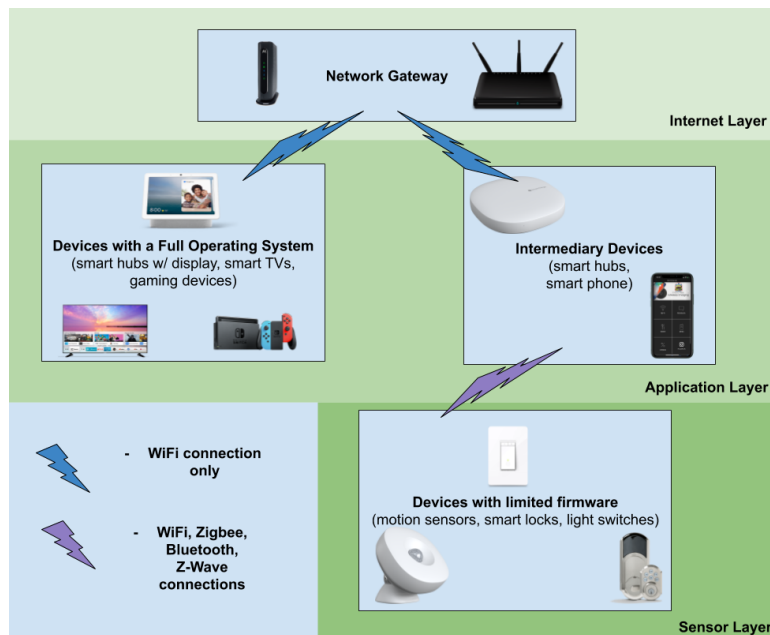 Network Gateway
Internet Layer
Devices with a Full Operating System
(smart hubs w/ display, smart TVs,
gaming devices)
Intermediary Devices
(smart hubs,
smart phone)
Application Layer
- WiFi connection
only
- WiFi, Zigbee,
Bluetooth,
Z-Wave
connections
Devices with limited firmware
(motion sensors, smart locks, light switches)
Sensor Layer